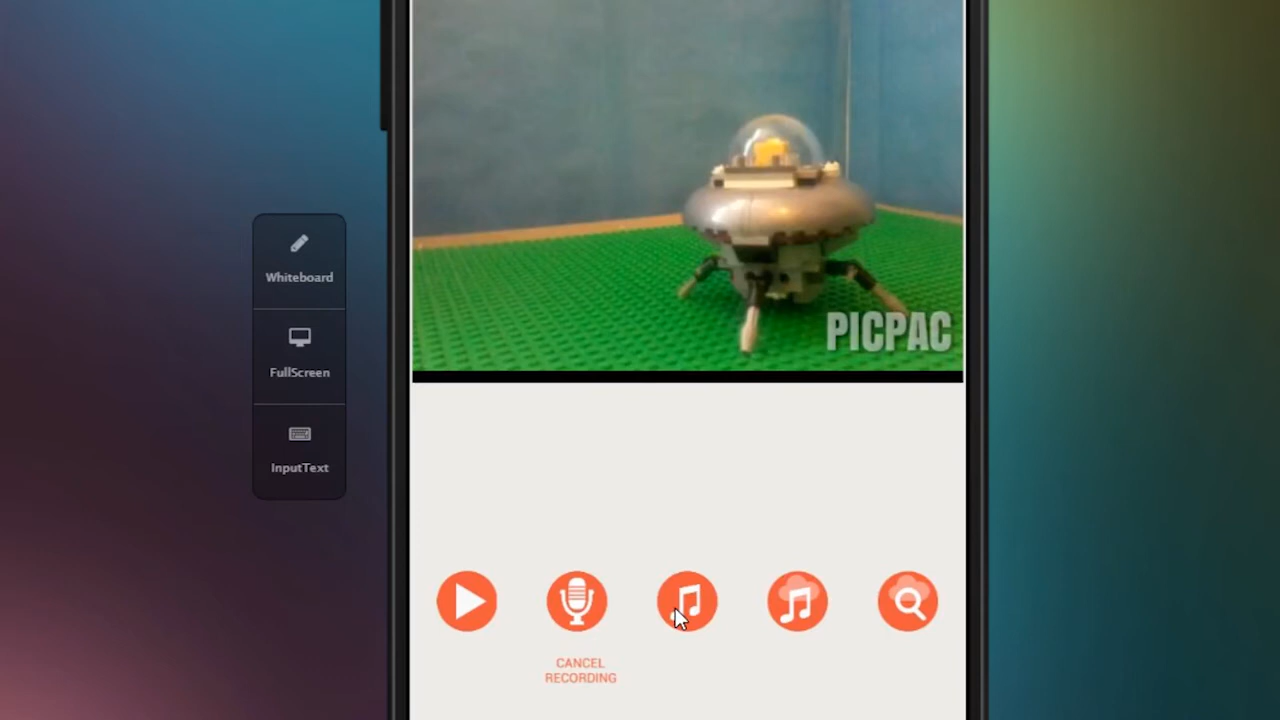 Whiteboard
FullScreen
InputText
PICPAC
CANCEL
RECORDING